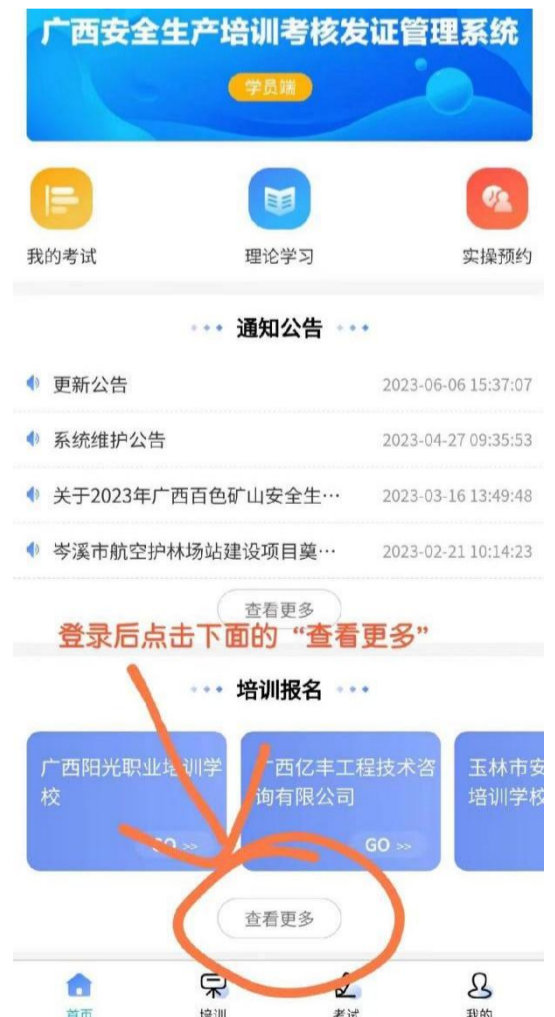 广西安全生产培训考核发证管理系统
学员端
我的考试 理论学习 实操预约
通知公告
更新公告 2023-06-06 15:37:07
系统维护公告 2023-04-27 09:35:53
关于2023年广西百色矿山安全生… 2023-03-16 13:49:48
岑溪市航空护林场站建设项目奠… 2023-02-21 10:14:23
查看更多
登录后点击下面的“查看更多”
培训报名
广西阳光职业培训学 广西亿丰工程技术咨 玉林市安
校 询有限公司 培训学校
GO >> GO >>
查看更多
首页 培训 考试 我的